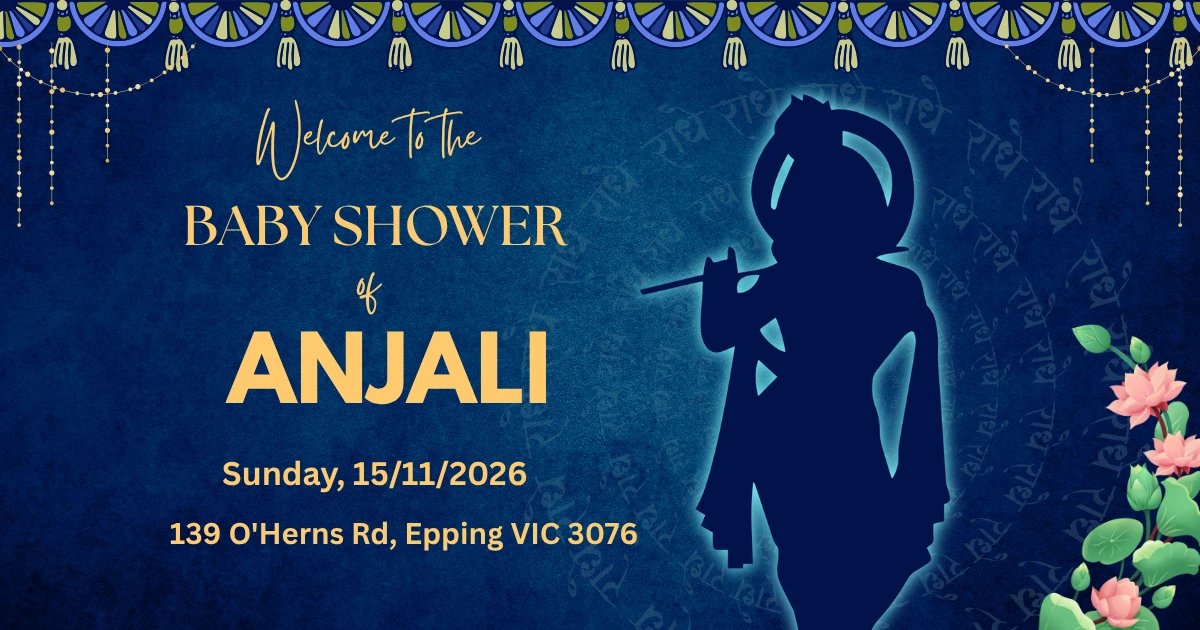 Welcome to the
BABY SHOWER
of
ANJALI
Sunday, 15/11/2026
139 O'Herns Rd, Epping VIC 3076
राधे राधे राधे राधे राधे